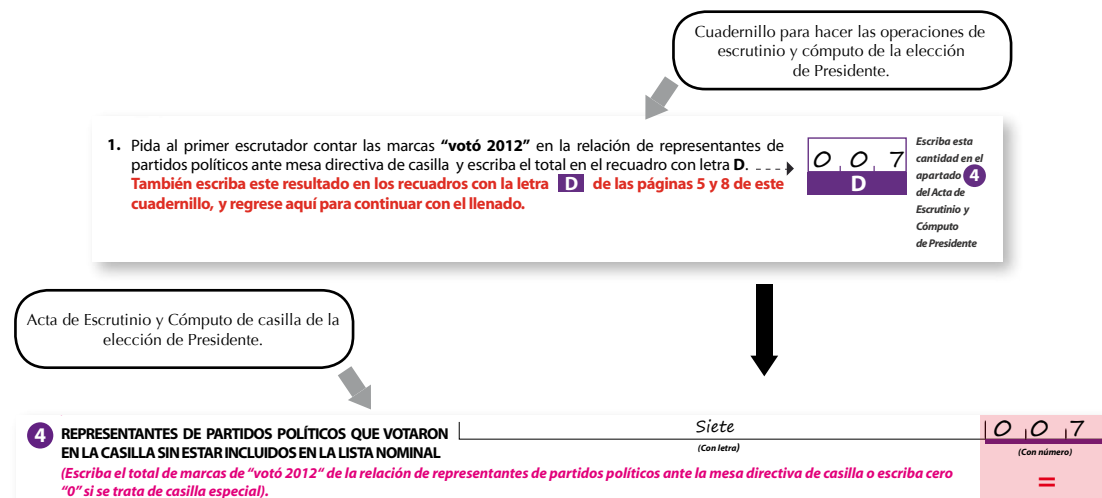 Cuadernillo para hacer las operaciones de
escrutinio y cómputo de la elección
de Presidente.
1. Pida al primer escrutador contar las marcas “votó 2012” en la relación de representantes de
partidos políticos ante mesa directiva de casilla y escriba el total en el recuadro con letra D.
También escriba este resultado en los recuadros con la letra D de las páginas 5 y 8 de este
cuadernillo, y regrese aquí para continuar con el llenado.
0 0 7
D
Escriba esta
cantidad en el
apartado 4
del Acta de
Escrutinio y
Cómputo
de Presidente
Acta de Escrutinio y Cómputo de casilla de la
elección de Presidente.
4 REPRESENTANTES DE PARTIDOS POLÍTICOS QUE VOTARON
EN LA CASILLA SIN ESTAR INCLUIDOS EN LA LISTA NOMINAL
Siete
(Con letra)
0 0 7
(Con número)
=
(Escriba el total de marcas de “votó 2012” de la relación de representantes de partidos políticos ante la mesa directiva de casilla o escriba cero
“0” si se trata de casilla especial).